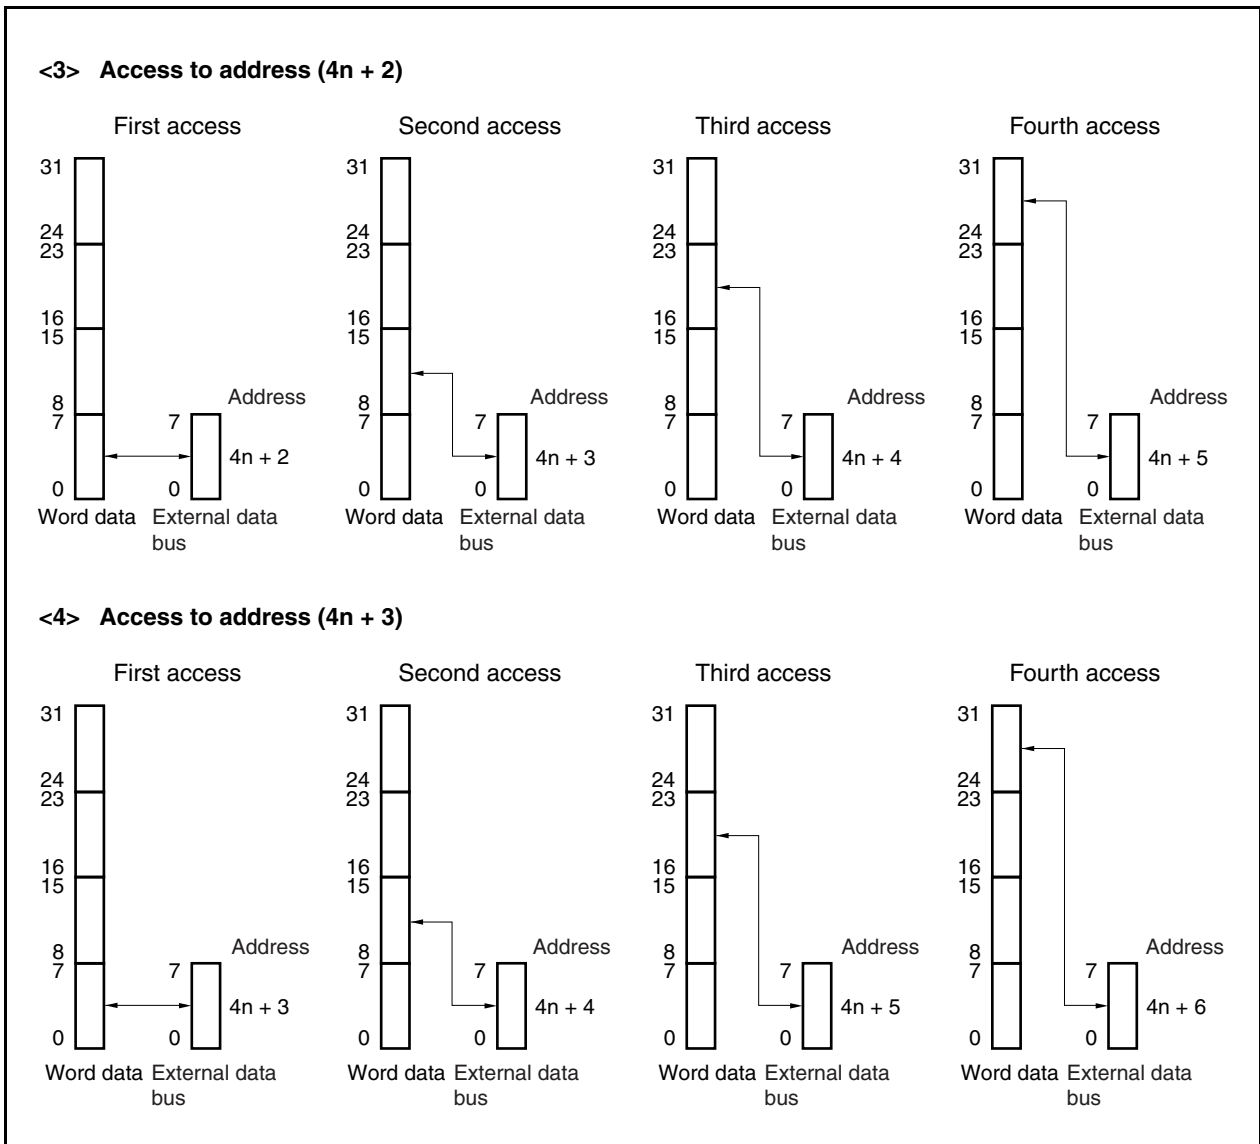 <3> Access to address (4n + 2)
First access Second access Third access Fourth access
31 31 31 31
24 24 24 24
23 23 23 23
16 16 16 16
15 15 15 15
Address Address Address Address
8 8 8 8
7 7 7 7 7 7 7 7
4n + 2 4n + 3 4n + 4 4n + 5
0 0 0 0 0 0 0 0
Word data External data Word data External data Word data External data Word data External data
bus bus bus bus
<4> Access to address (4n + 3)
First access Second access Third access Fourth access
31 31 31 31
24 24 24 24
23 23 23 23
16 16 16 16
15 15 15 15
Address Address Address Address
8 8 8 8
7 7 7 7 7 7 7 7
4n + 3 4n + 4 4n + 5 4n + 6
0 0 0 0 0 0 0 0
Word data External data Word data External data Word data External data Word data External data
bus bus bus bus